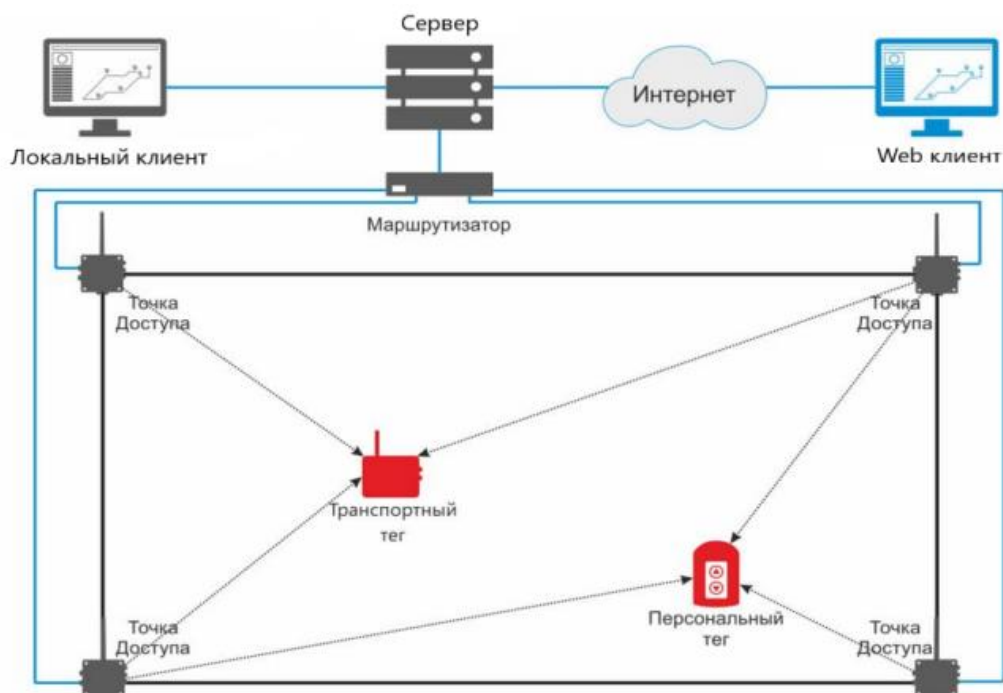 Сервер
Интернет
Локальный клиент
Web клиент
Маршрутизатор
Точка
Доступа
Точка
Доступа
Транспортный
тег
Персональный
тег
Точка
Доступа
Точка
Доступа